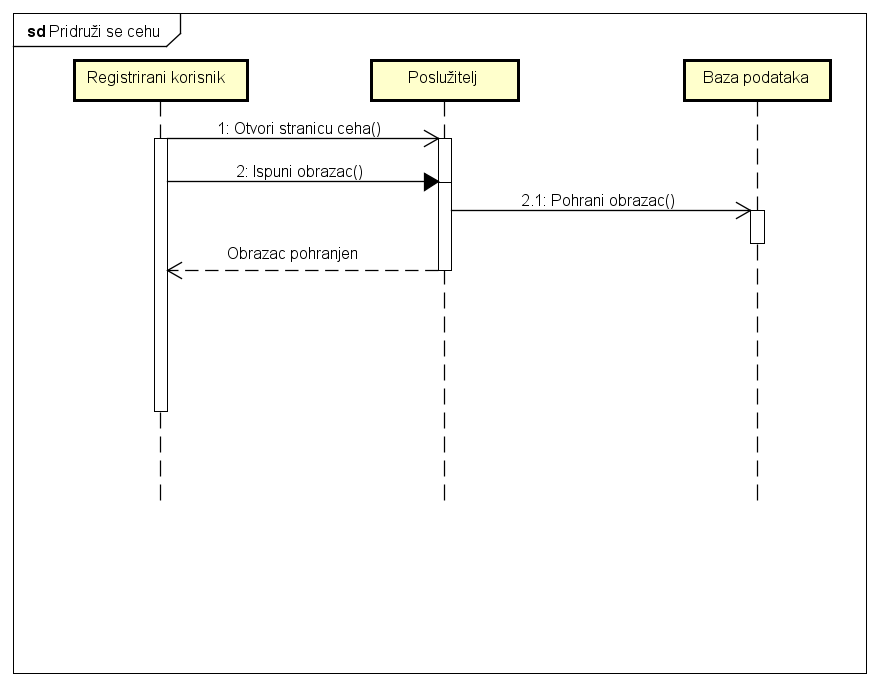 sd Pridruži se cehu
Registrirani korisnik
Poslužitelj
Baza podataka
1: Otvori stranicu ceha()
2: Ispuni obrazac()
2.1: Pohrani obrazac()
Obrazac pohranjen